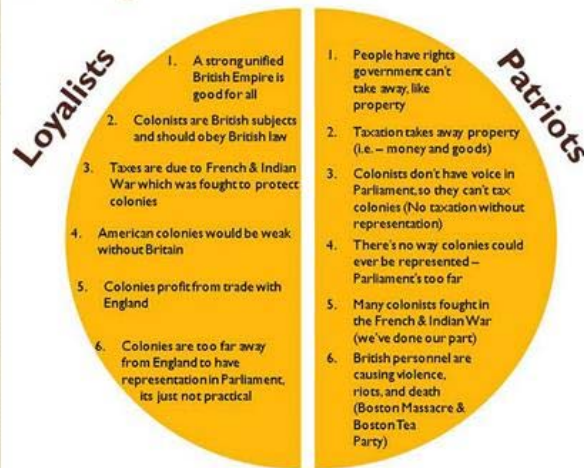 Loyalists
1. A strong unified
British Empire is
good for all
2. Colonists are British subjects
and should obey British law
3. Taxes are due to French & Indian
War which was fought to protect
colonies
4. American colonies would be weak
without Britain
5. Colonies profit from trade with
England
6. Colonies are too far away
from England to have
representation in Parliament,
its just not practical
Patriots
1. People have rights
government can't
take away, like
property
2. Taxation takes away property
(i.e. – money and goods)
3. Colonists don't have voice in
Parliament, so they can't tax
colonies (No taxation without
representation)
4. There's no way colonies could
ever be represented –
Parliament's too far
5. Many colonists fought in
the French & Indian War
(we've done our part)
6. British personnel are
causing violence,
riots, and death
(Boston Massacre &
Boston Tea
Party)